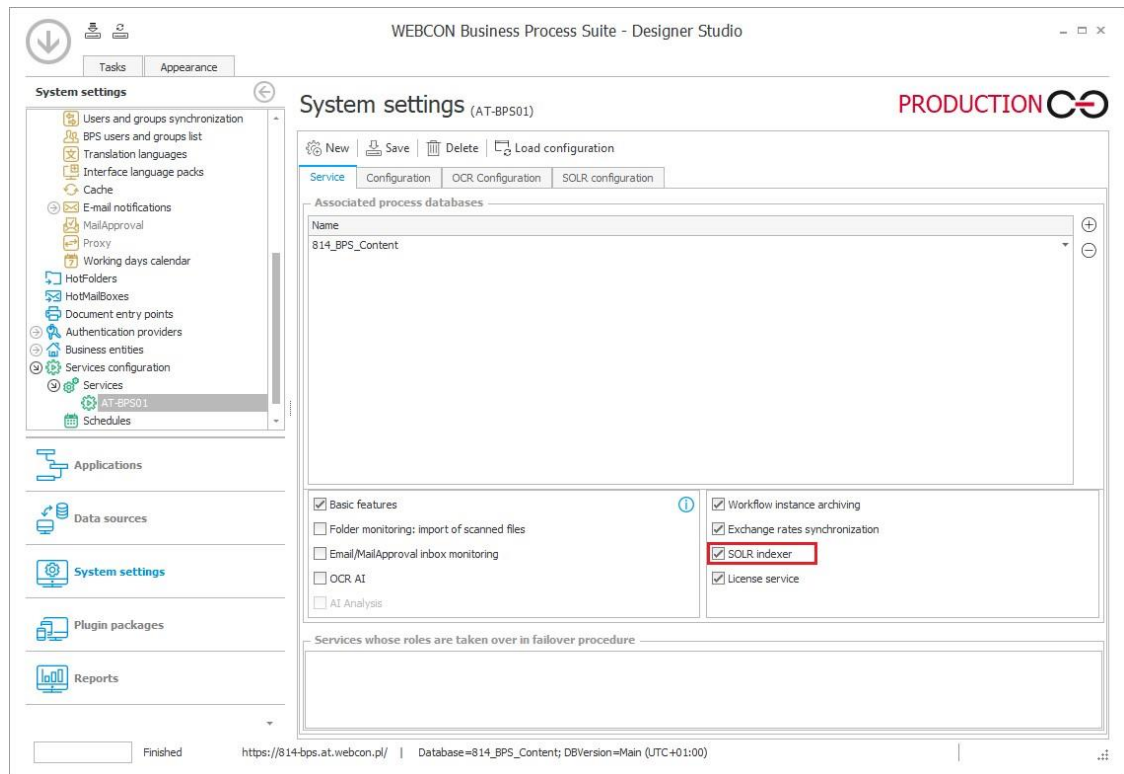 WEBCON Business Process Suite - Designer Studio
Tasks
Appearance
System settings
Users and groups synchronization
BPS users and groups list
Translation languages
Interface language packs
Cache
E-mail notifications
MailApproval
Proxy
Working days calendar
HotFolders
HotMailBoxes
Document entry points
Authentication providers
Business entities
Services configuration
Services
AT-BPS01
Schedules
Applications
Data sources
System settings
Plugin packages
Reports
System settings (AT-BPS01)
PRODUCTION
New Save Delete Load configuration
Service Configuration OCR Configuration SOLR configuration
Associated process databases
Name
814_BPS_Content
Basic features
Folder monitoring: import of scanned files
Email/MailApproval inbox monitoring
OCR AI
AI Analysis
Workflow instance archiving
Exchange rates synchronization
SOLR indexer
License service
Services whose roles are taken over in failover procedure
Finished https://814-bps.at.webcon.pl/ | Database=814_BPS_Content; DBVersion=Main (UTC+01:00)